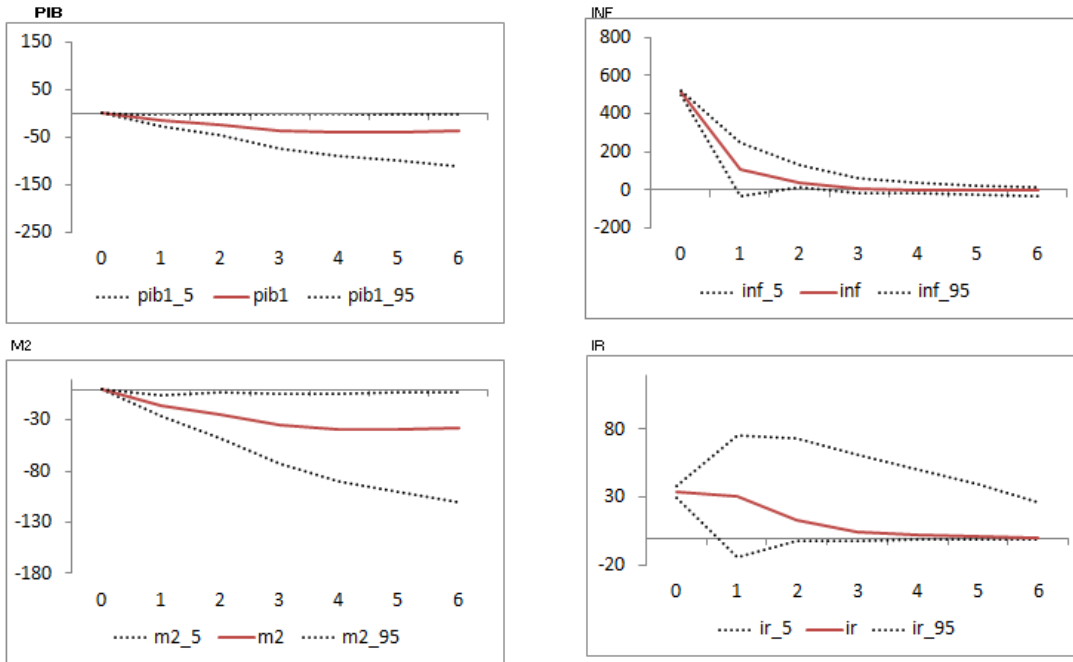 PIB
150
50
-50
-150
-250
0 1 2 3 4 5 6
pib1_5 pib1 pib1_95
INF
800
600
400
200
0
-200
0 1 2 3 4 5 6
inf_5 inf inf_95
M2
-30
-80
-130
-180
0 1 2 3 4 5 6
m2_5 m2 m2_95
IR
80
30
-20
0 1 2 3 4 5 6
ir_5 ir ir_95